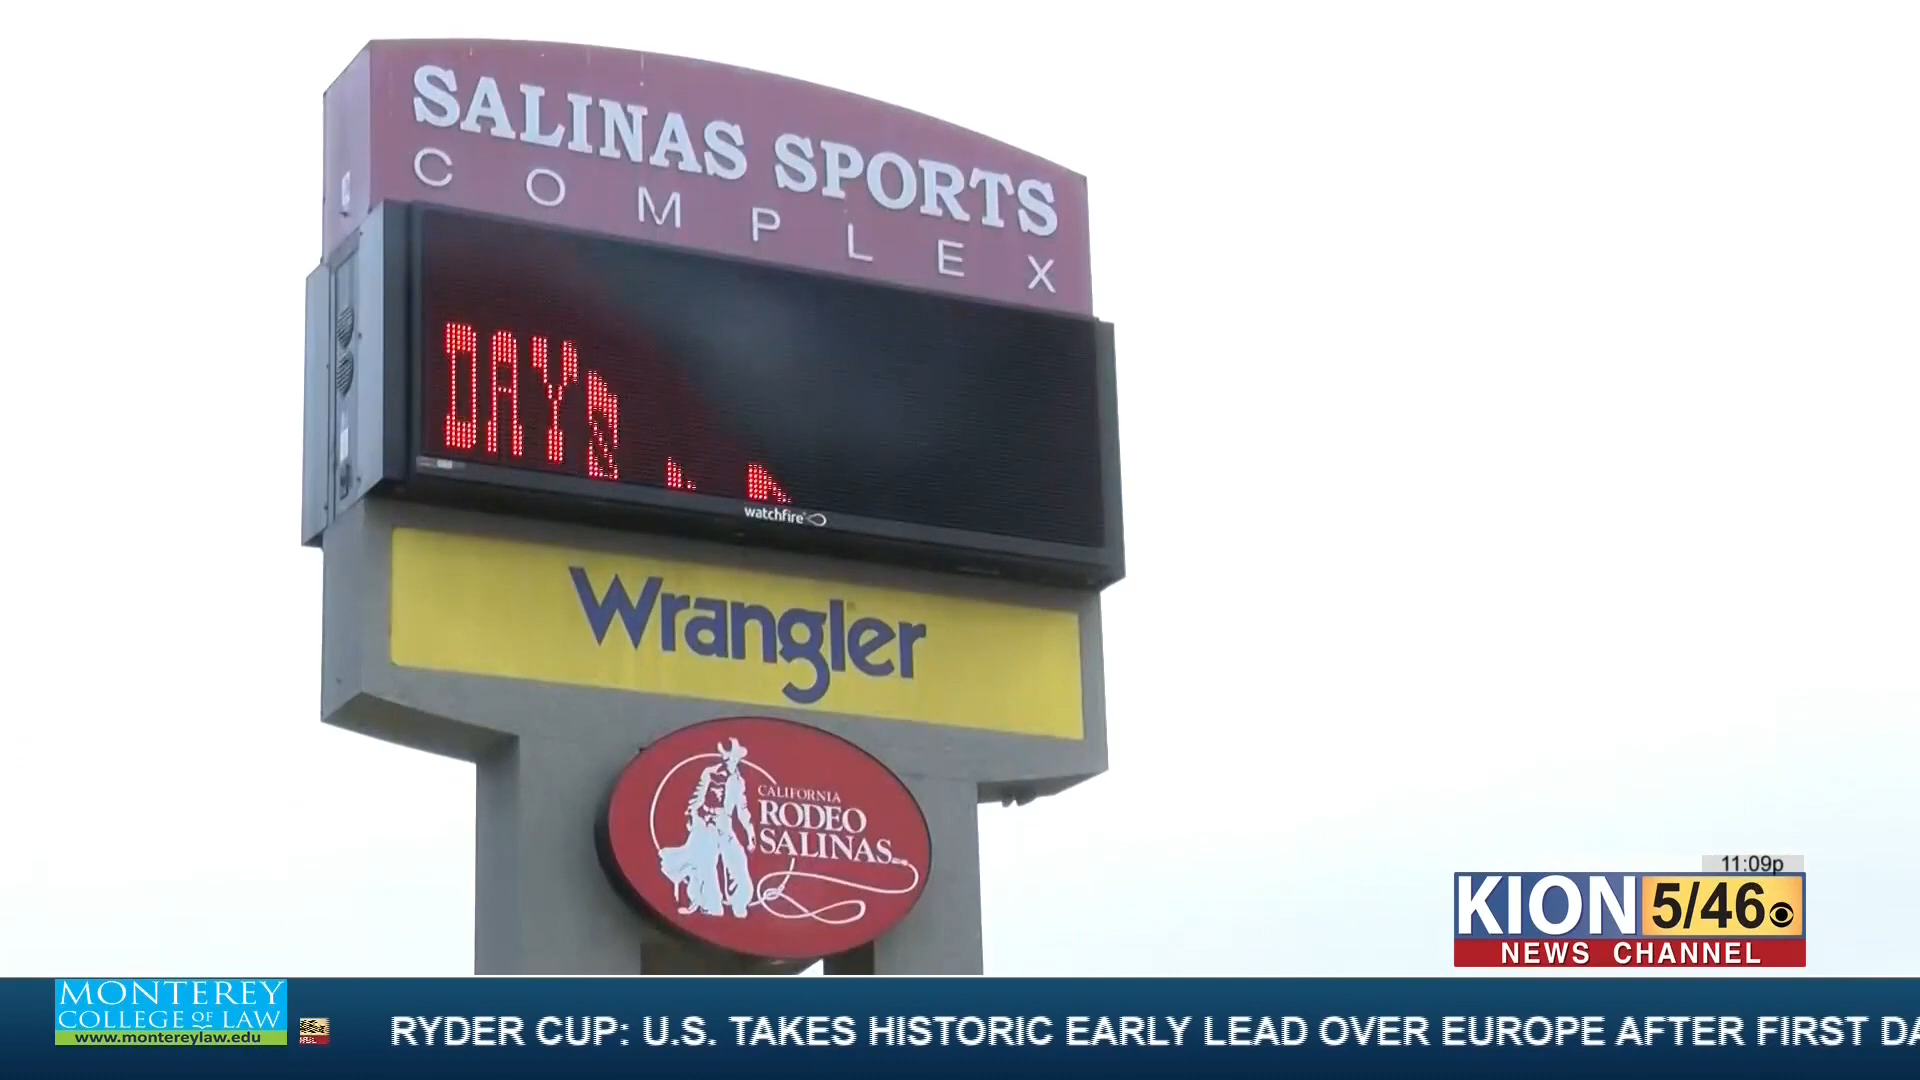 SALINAS SPORTS
COMPLEX
DAYS
watchfire
Wrangler
CALIFORNIA
RODEO
SALINAS
11:09p
KION 5/46
NEWS CHANNEL
MONTEREY
COLLEGE OF LAW
www.montereylaw.edu
RYDER CUP: U.S. TAKES HISTORIC EARLY LEAD OVER EUROPE AFTER FIRST DA